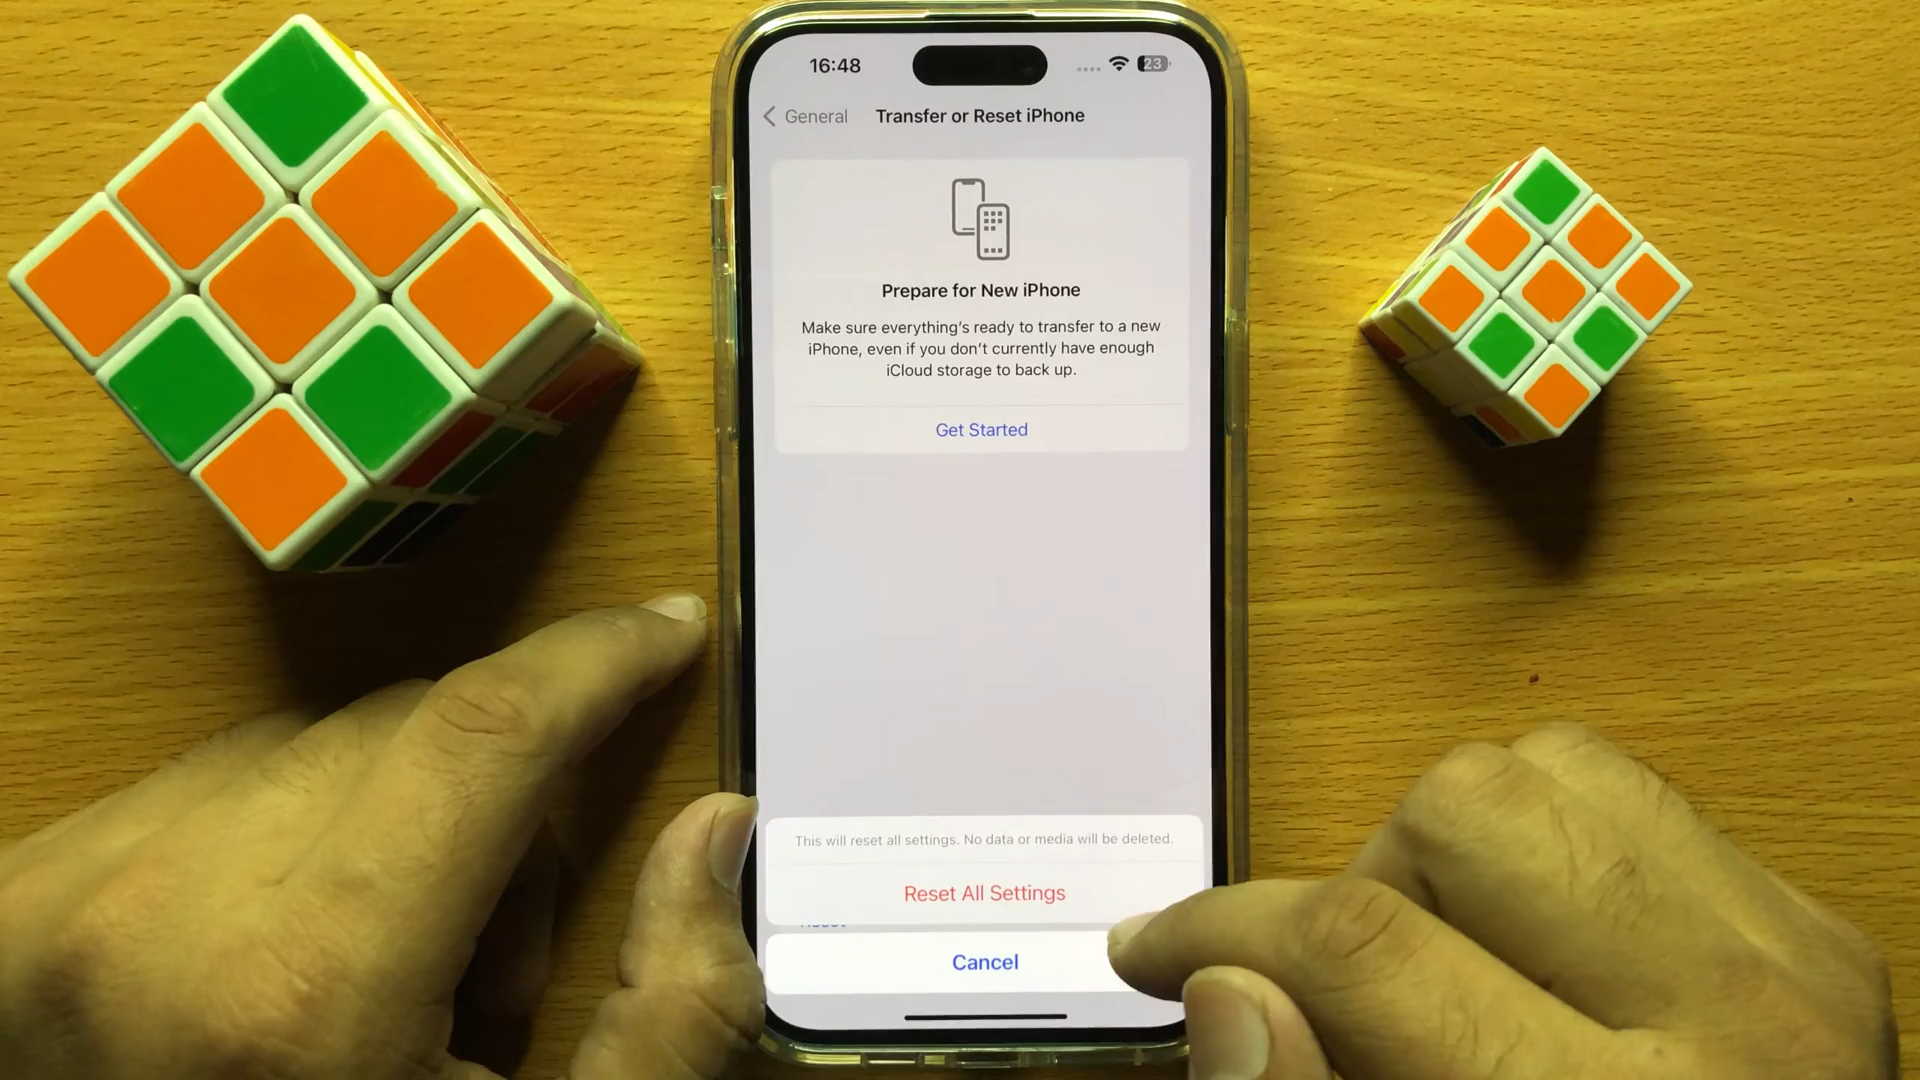 16:48
23
General
Transfer or Reset iPhone
Prepare for New iPhone
Make sure everything's ready to transfer to a new
iPhone, even if you don't currently have enough
iCloud storage to back up.
Get Started
This will reset all settings. No data or media will be deleted.
Reset All Settings
Reset
Cancel